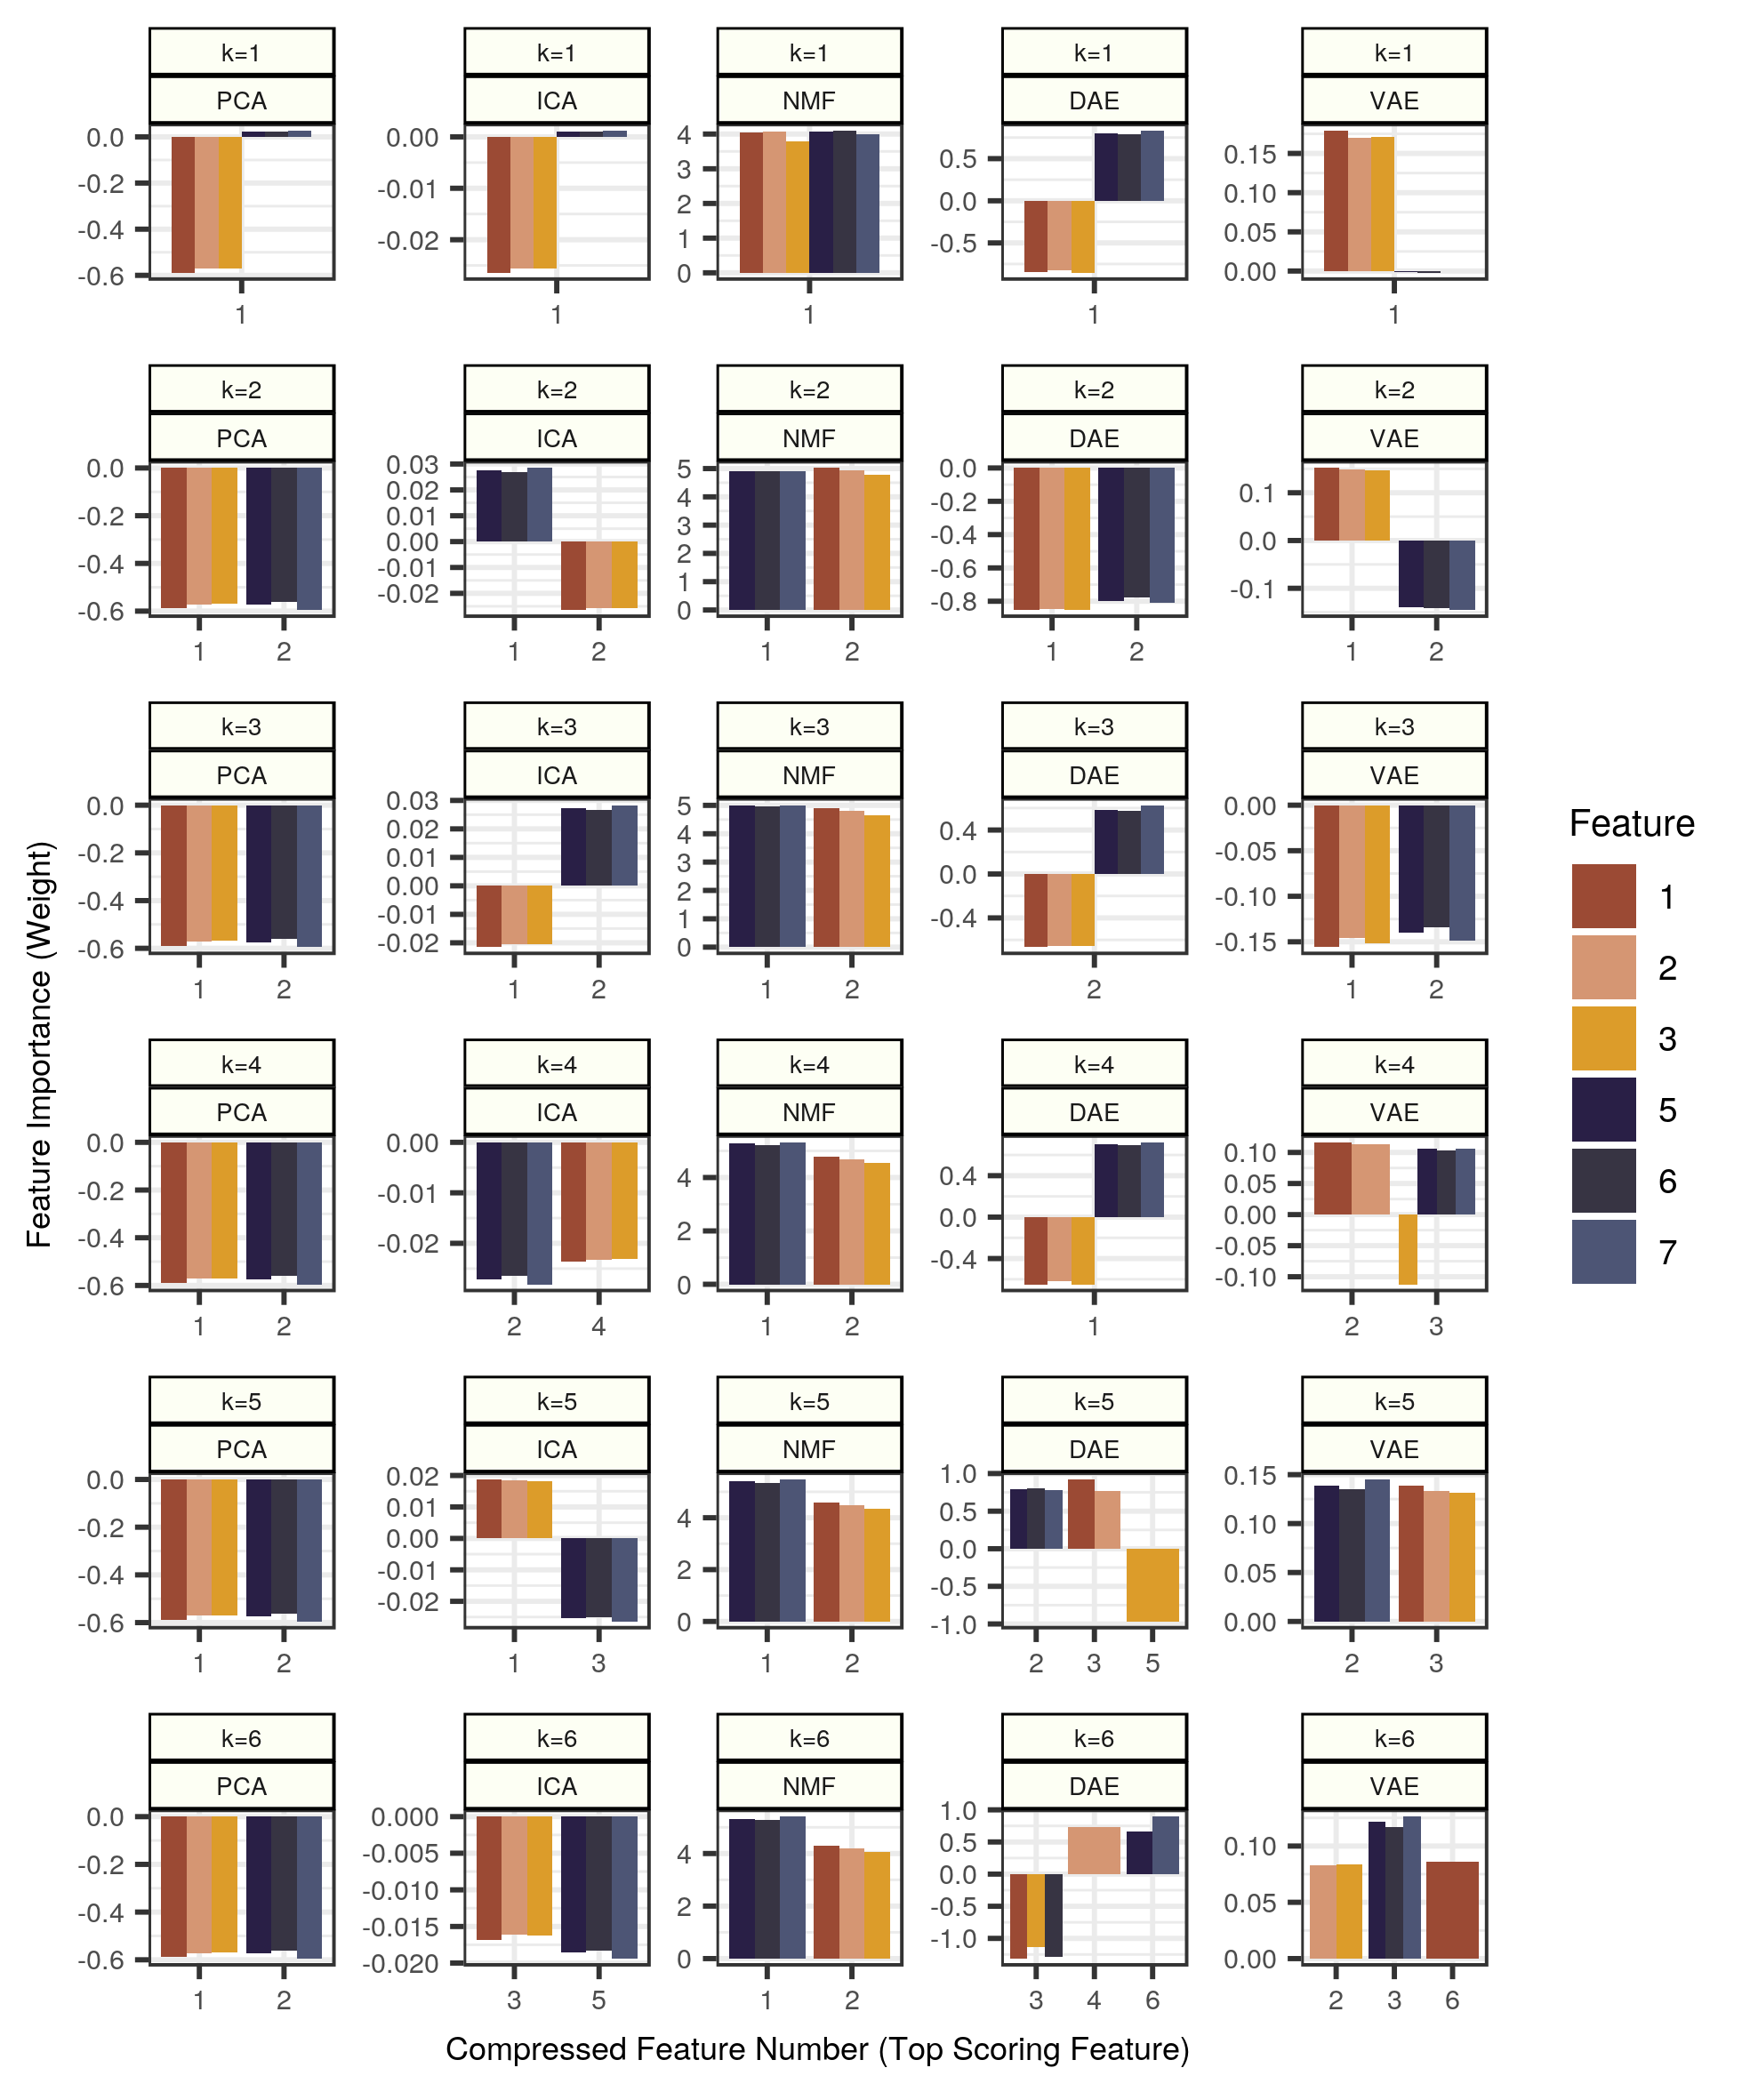 k=1 k=1 k=1 k=1 k=1
PCA ICA NMF DAE VAE
0.0 -0.2 -0.4 -0.6
0.00 -0.01 -0.02
4 3 2 1 0
0.5 0.0 -0.5
0.15 0.10 0.05 0.00
1 1 1 1 1
k=2 k=2 k=2 k=2 k=2
PCA ICA NMF DAE VAE
0.0 -0.2 -0.4 -0.6
0.03 0.02 0.01 0.00 -0.01 -0.02
5 4 3 2 1 0
0.0 -0.2 -0.4 -0.6 -0.8
0.1 0.0 -0.1
1 2 1 2 1 2 1 2 1 2
k=3 k=3 k=3 k=3 k=3
PCA ICA NMF DAE VAE
0.0 -0.2 -0.4 -0.6
0.03 0.02 0.01 0.00 -0.01 -0.02
5 4 3 2 1 0
0.4 0.0 -0.4
0.00 -0.05 -0.10 -0.15
1 2 1 2 1 2 2 1 2
k=4 k=4 k=4 k=4 k=4
PCA ICA NMF DAE VAE
0.0 -0.2 -0.4 -0.6
0.00 -0.01 -0.02
4 2 0
0.4 0.0 -0.4
0.10 0.05 0.00 -0.05 -0.10
1 2 2 4 1 2 1 2 3
k=5 k=5 k=5 k=5 k=5
PCA ICA NMF DAE VAE
0.0 -0.2 -0.4 -0.6
0.02 0.01 0.00 -0.01 -0.02
4 2 0
1.0 0.5 0.0 -0.5 -1.0
0.15 0.10 0.05 0.00
1 2 1 3 1 2 2 3 5 2 3
k=6 k=6 k=6 k=6 k=6
PCA ICA NMF DAE VAE
0.0 -0.2 -0.4 -0.6
0.000 -0.005 -0.010 -0.015 -0.020
4 2 0
1.0 0.5 0.0 -0.5 -1.0
0.10 0.05 0.00
1 2 3 5 1 2 3 4 6 2 3 6
Compressed Feature Number (Top Scoring Feature)
Feature Importance (Weight)
Feature
1
2
3
5
6
7